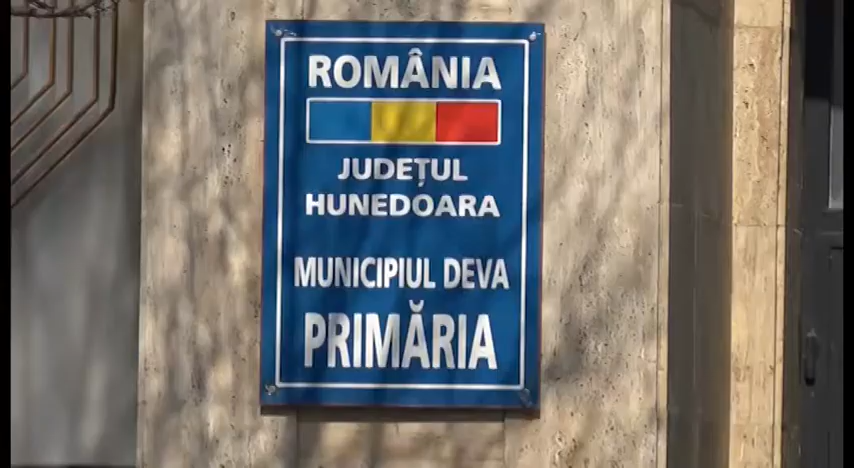 ROMÂNIA
JUDEȚUL
HUNEDOARA
MUNICIPIUL DEVA
PRIMĂRIA